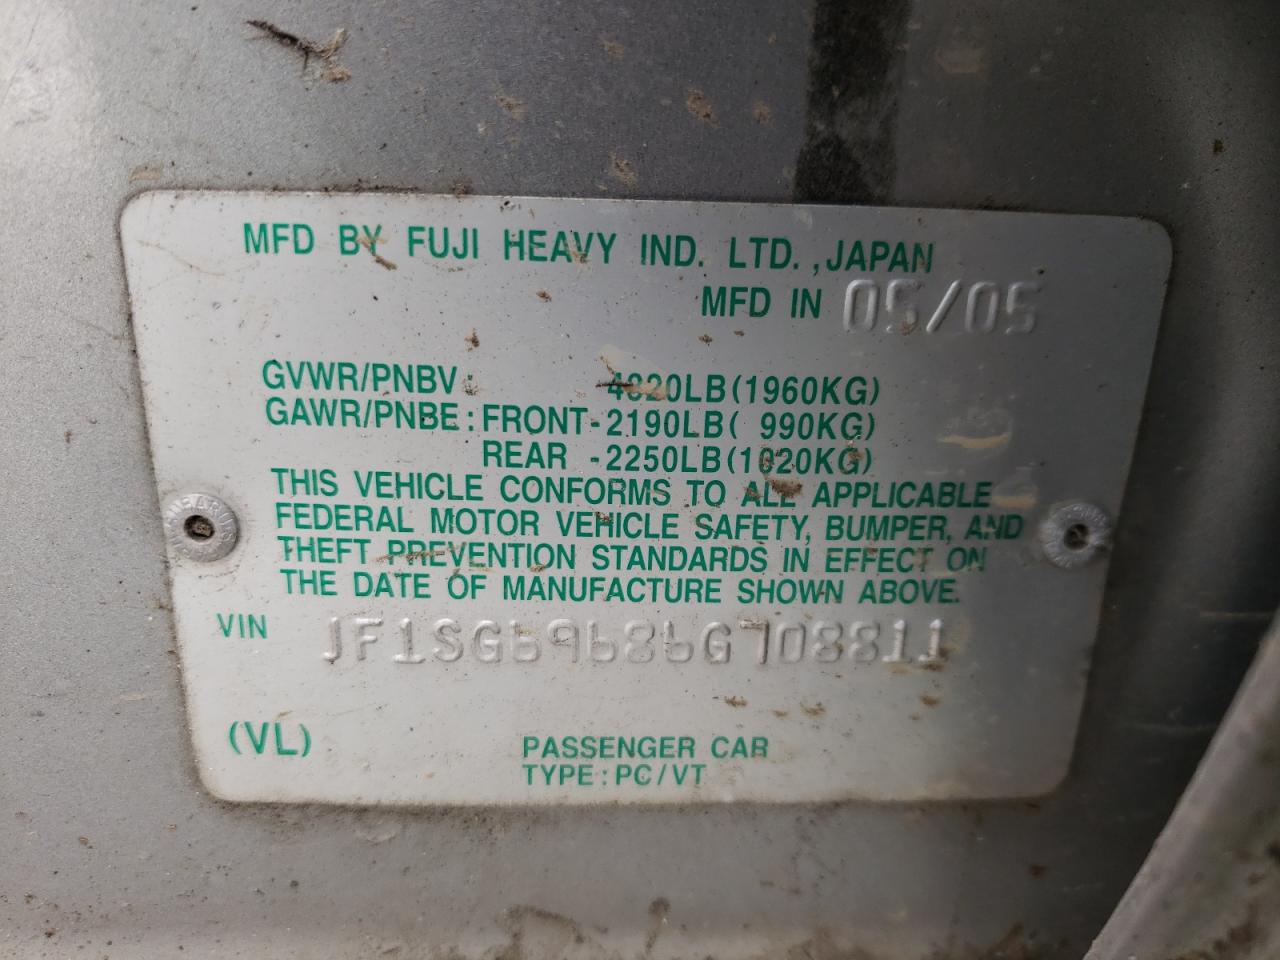 MFD BY FUJI HEAVY IND. LTD. ,JAPAN
MFD IN 05/05
GVWR/PNBV: 4320LB(1960KG)
GAWR/PNBE:FRONT-2190LB( 990KG)
REAR -2250LB(1020KG)
THIS VEHICLE CONFORMS TO ALL APPLICABLE
FEDERAL MOTOR VEHICLE SAFETY, BUMPER, AND
THEFT PREVENTION STANDARDS IN EFFECT ON
THE DATE OF MANUFACTURE SHOWN ABOVE.
VIN JF1SG69686G708811
(VL) PASSENGER CAR
TYPE:PC/VT